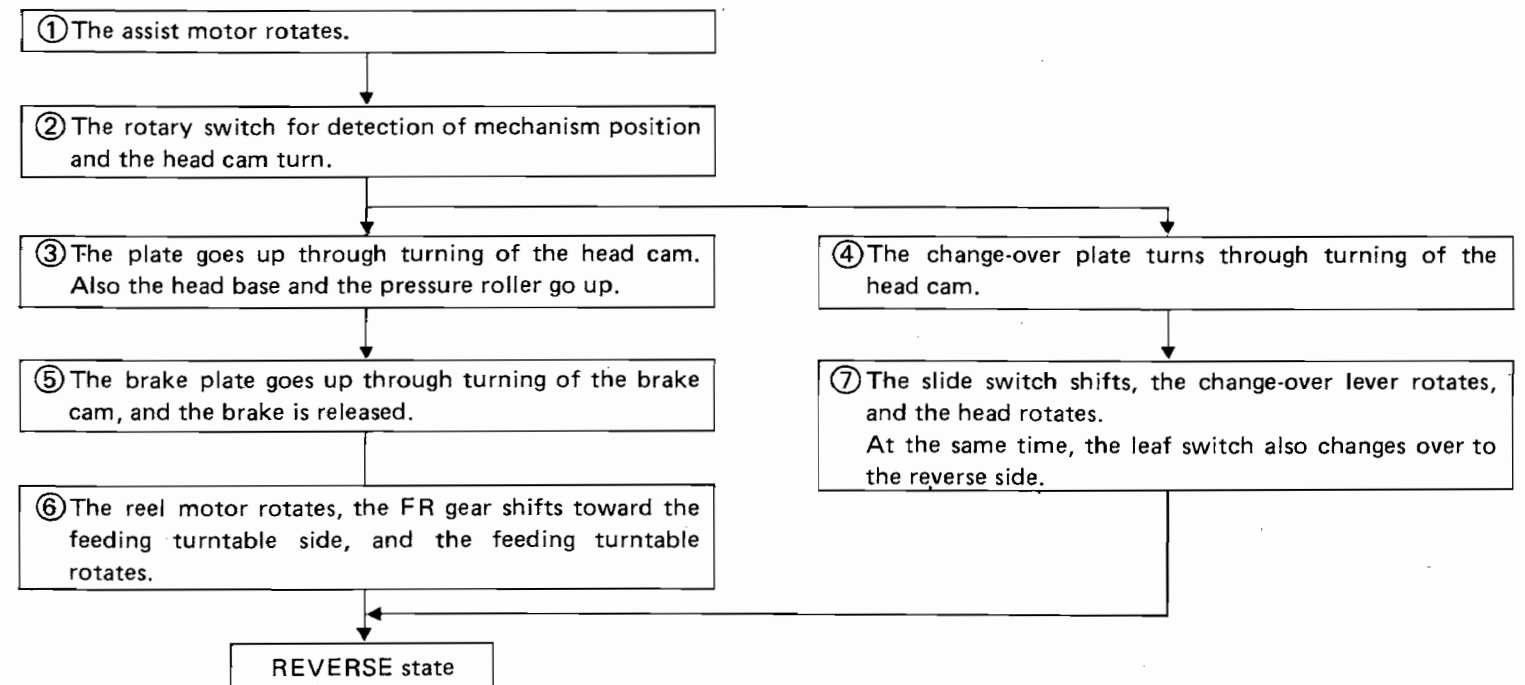 ①The assist motor rotates.
②The rotary switch for detection of mechanism position
and the head cam turn.
③The plate goes up through turning of the head cam.
Also the head base and the pressure roller go up.
④The change-over plate turns through turning of the
head cam.
⑤The brake plate goes up through turning of the brake
cam, and the brake is released.
⑦The slide switch shifts, the change-over lever rotates,
and the head rotates.
At the same time, the leaf switch also changes over to
the reverse side.
⑥The reel motor rotates, the FR gear shifts toward the
feeding turntable side, and the feeding turntable
rotates.
REVERSE state